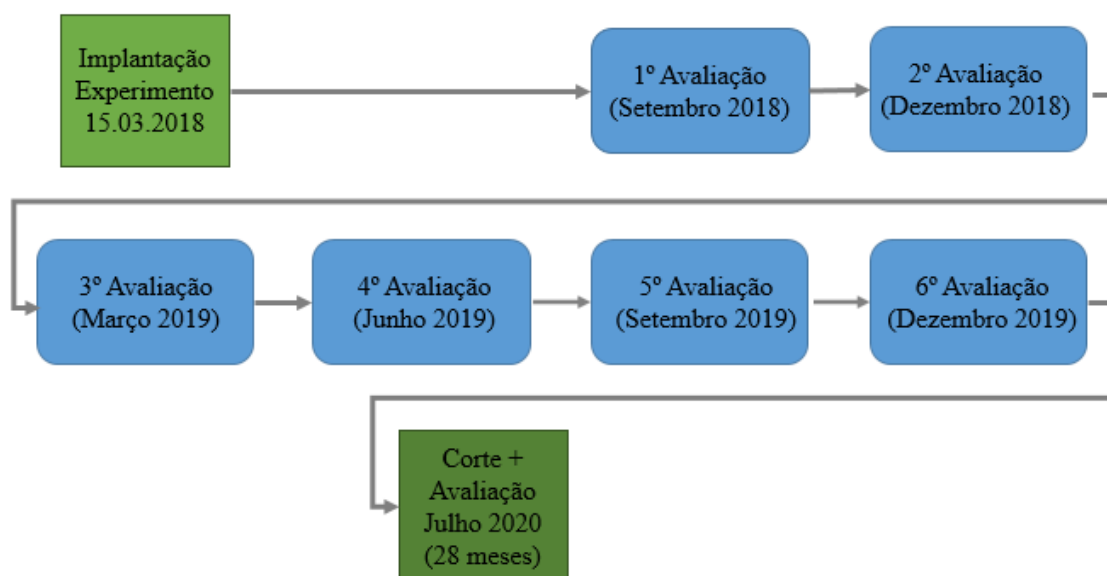 Implantação
Experimento
15.03.2018
1º Avaliação
(Setembro 2018)
2º Avaliação
(Dezembro 2018)
3º Avaliação
(Março 2019)
4º Avaliação
(Junho 2019)
5º Avaliação
(Setembro 2019)
6º Avaliação
(Dezembro 2019)
Corte +
Avaliação
Julho 2020
(28 meses)